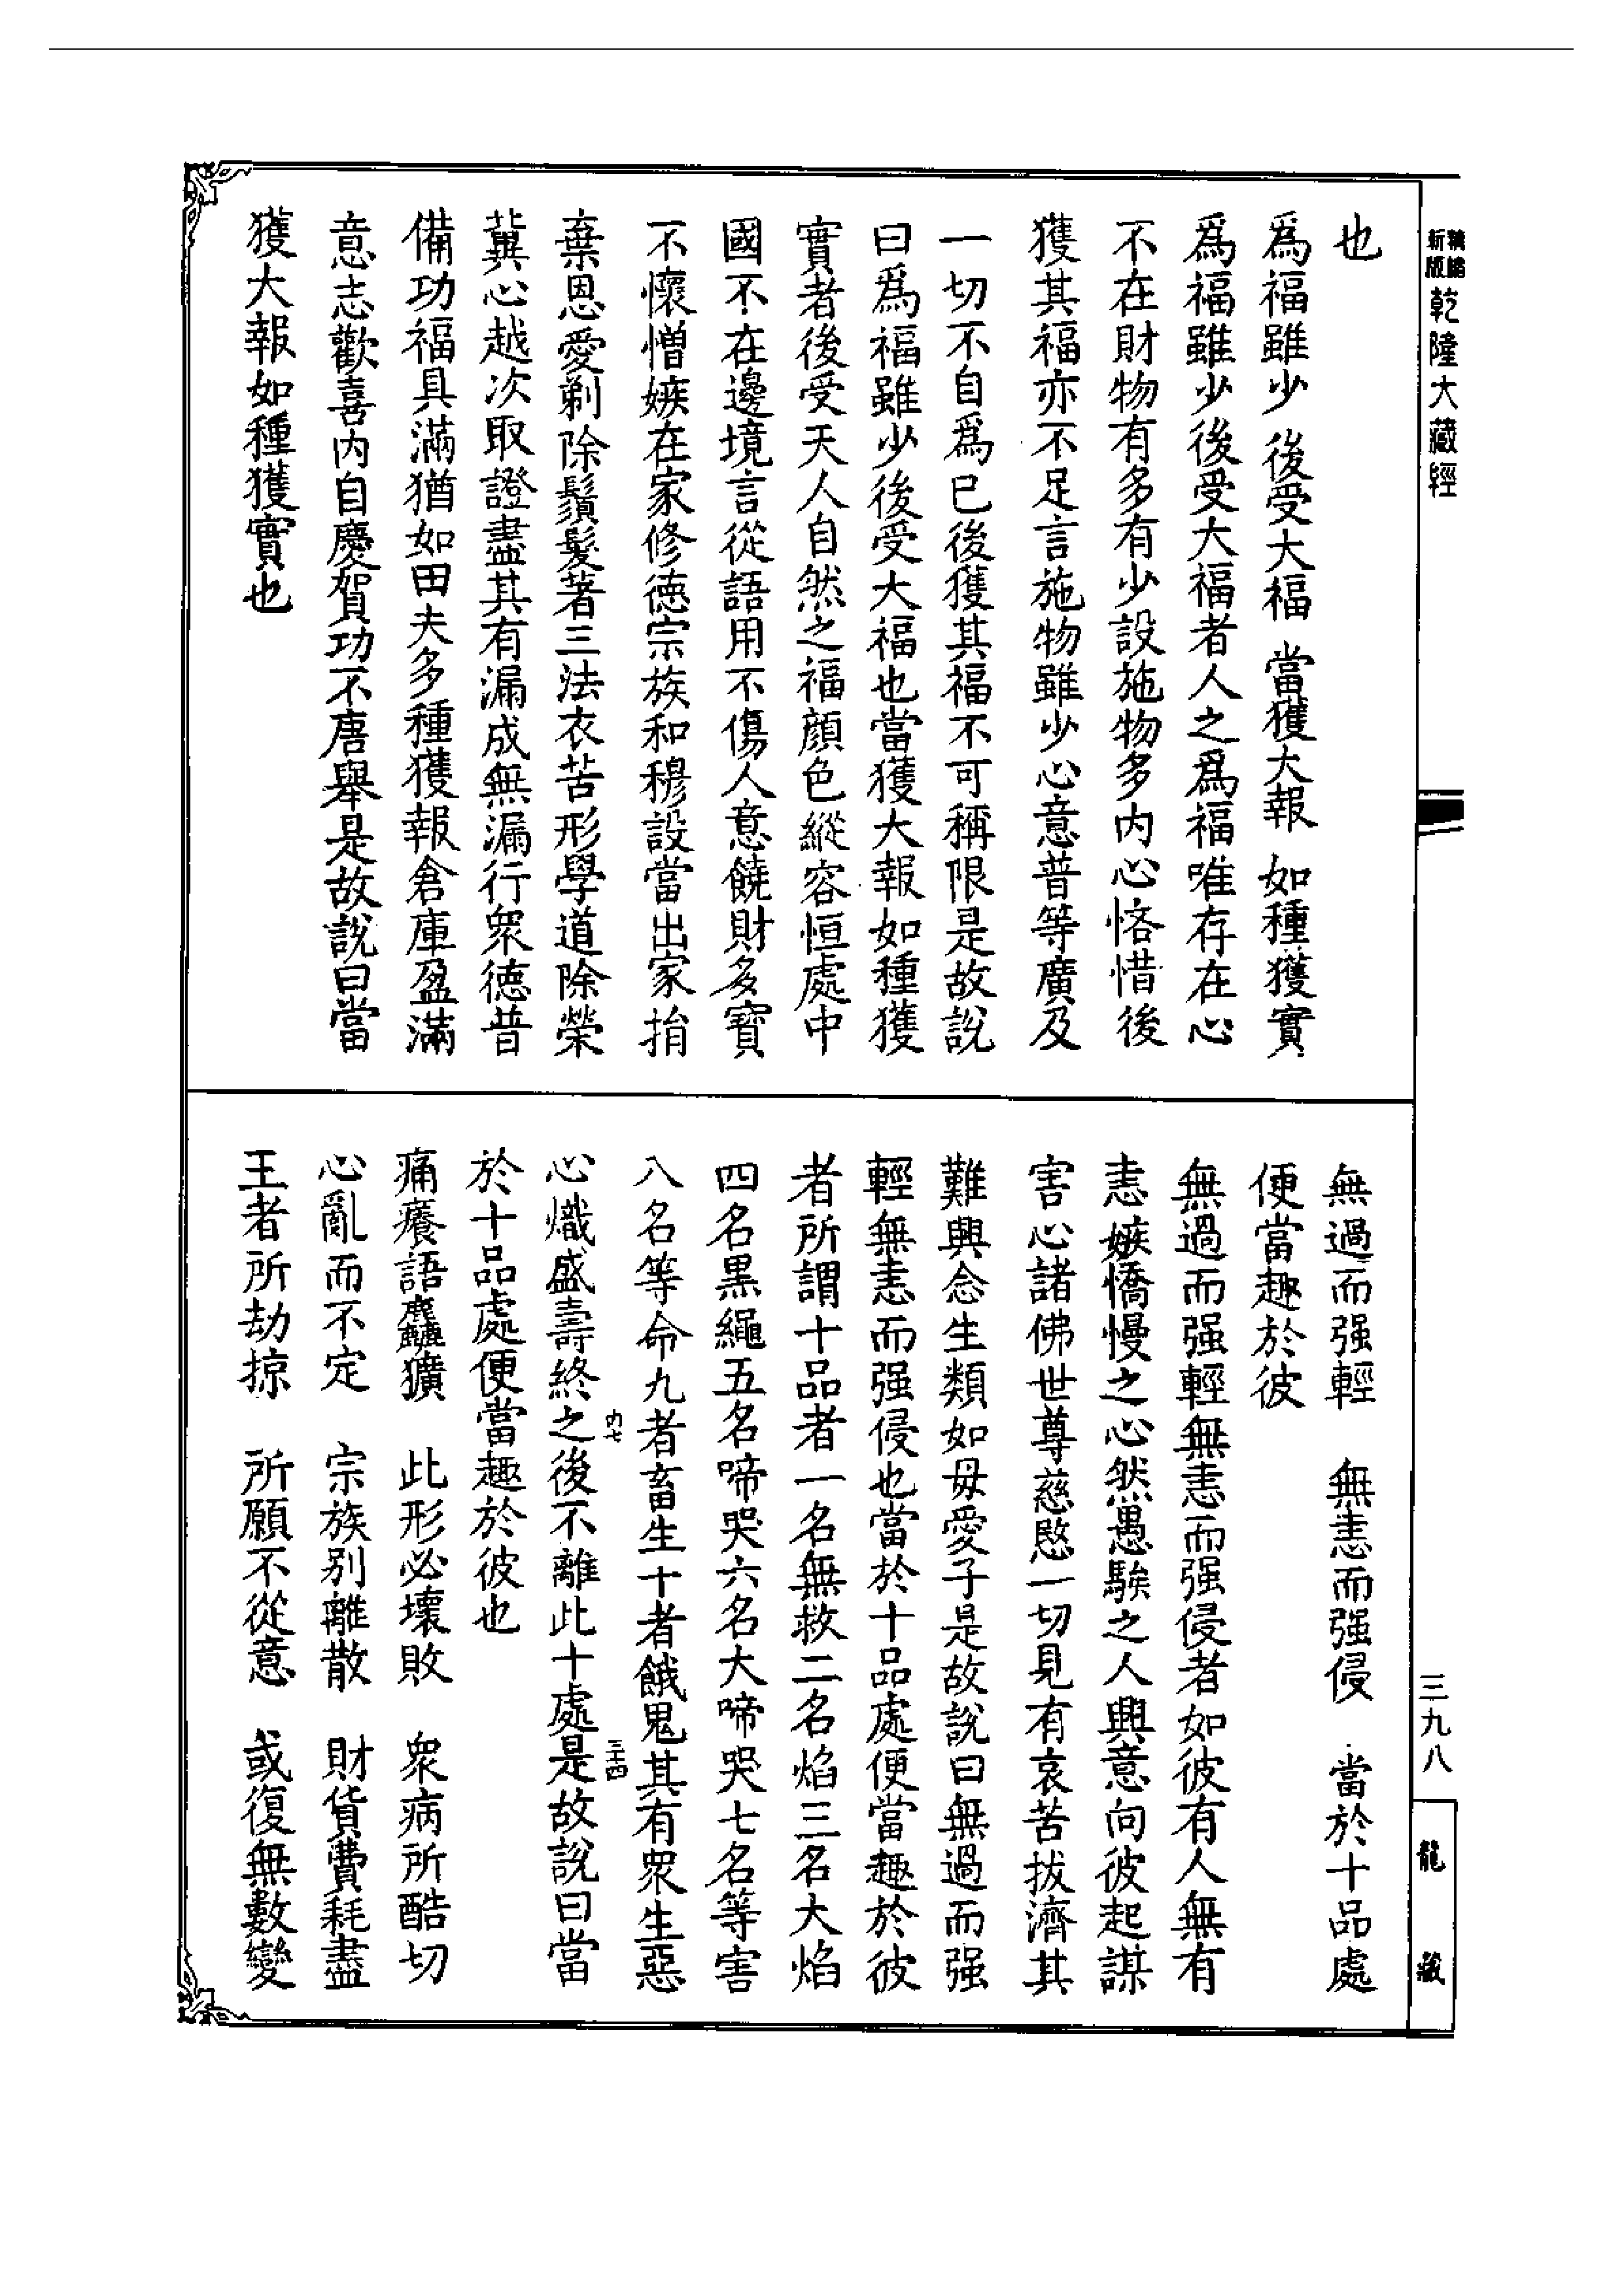 精縮新版乾隆大藏經
也
爲福雖少 後受大福 當獲大報 如種獲實
爲福雖少後受大福者人之爲福唯存在心
不在財物有多有少設施物多内心悋惜後
獲其福亦不足言施物雖少心意普等廣及
一切不自爲已後獲其福不可稱限是故説
曰爲福雖少後受大福也當獲大報如種獲
實者後受天人自然之福顔色縱容恒處中
國不在邊境言從語用不傷人意饒財多寳
不懷憎嫉在家修德宗族和穆設當出家捐
棄恩愛剃除鬚髮著三法衣苦形學道除榮
冀心越次取證盡其有漏成無漏行衆德普
備功福具滿猶如田夫多種獲報倉庫盈滿
意志歡喜内自慶賀功不唐舉是故説曰當
獲大報如種獲實也
無過而强輕 無恚而强侵 當於十品處
便當趣於彼
無過而强輕無恚而强侵者如彼有人無有
恚嫉憍慢之心然愚騃之人興意向彼起謀
害心諸佛世尊慈愍一切見有哀苦拔濟其
難興念生類如母愛子是故説曰無過而强
輕無恚而强侵也當於十品處便當趣於彼
者所謂十品者一名無救二名焰三名大焰
四名黒繩五名啼哭六名大啼哭七名等害
八名等命九者畜生十者餓鬼其有衆生惡
内七 三十四
心熾盛壽終之後不離此十處是故説曰當
於十品處便當趣於彼也
痛癢語麤獷 此形必壞敗 衆病所酷切
心亂而不定 宗族别離散 財貨費耗盡
王者所劫掠 所願不從意 或復無數變
三九八
龍藏